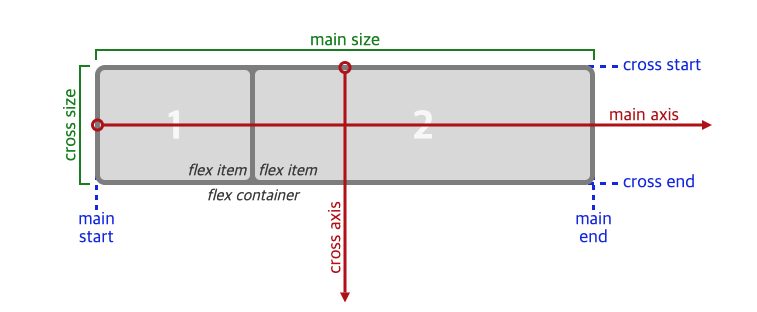 main size
cross start
cross size
1
2
main axis
flex item
flex item
cross end
flex container
cross axis
main
start
main
end